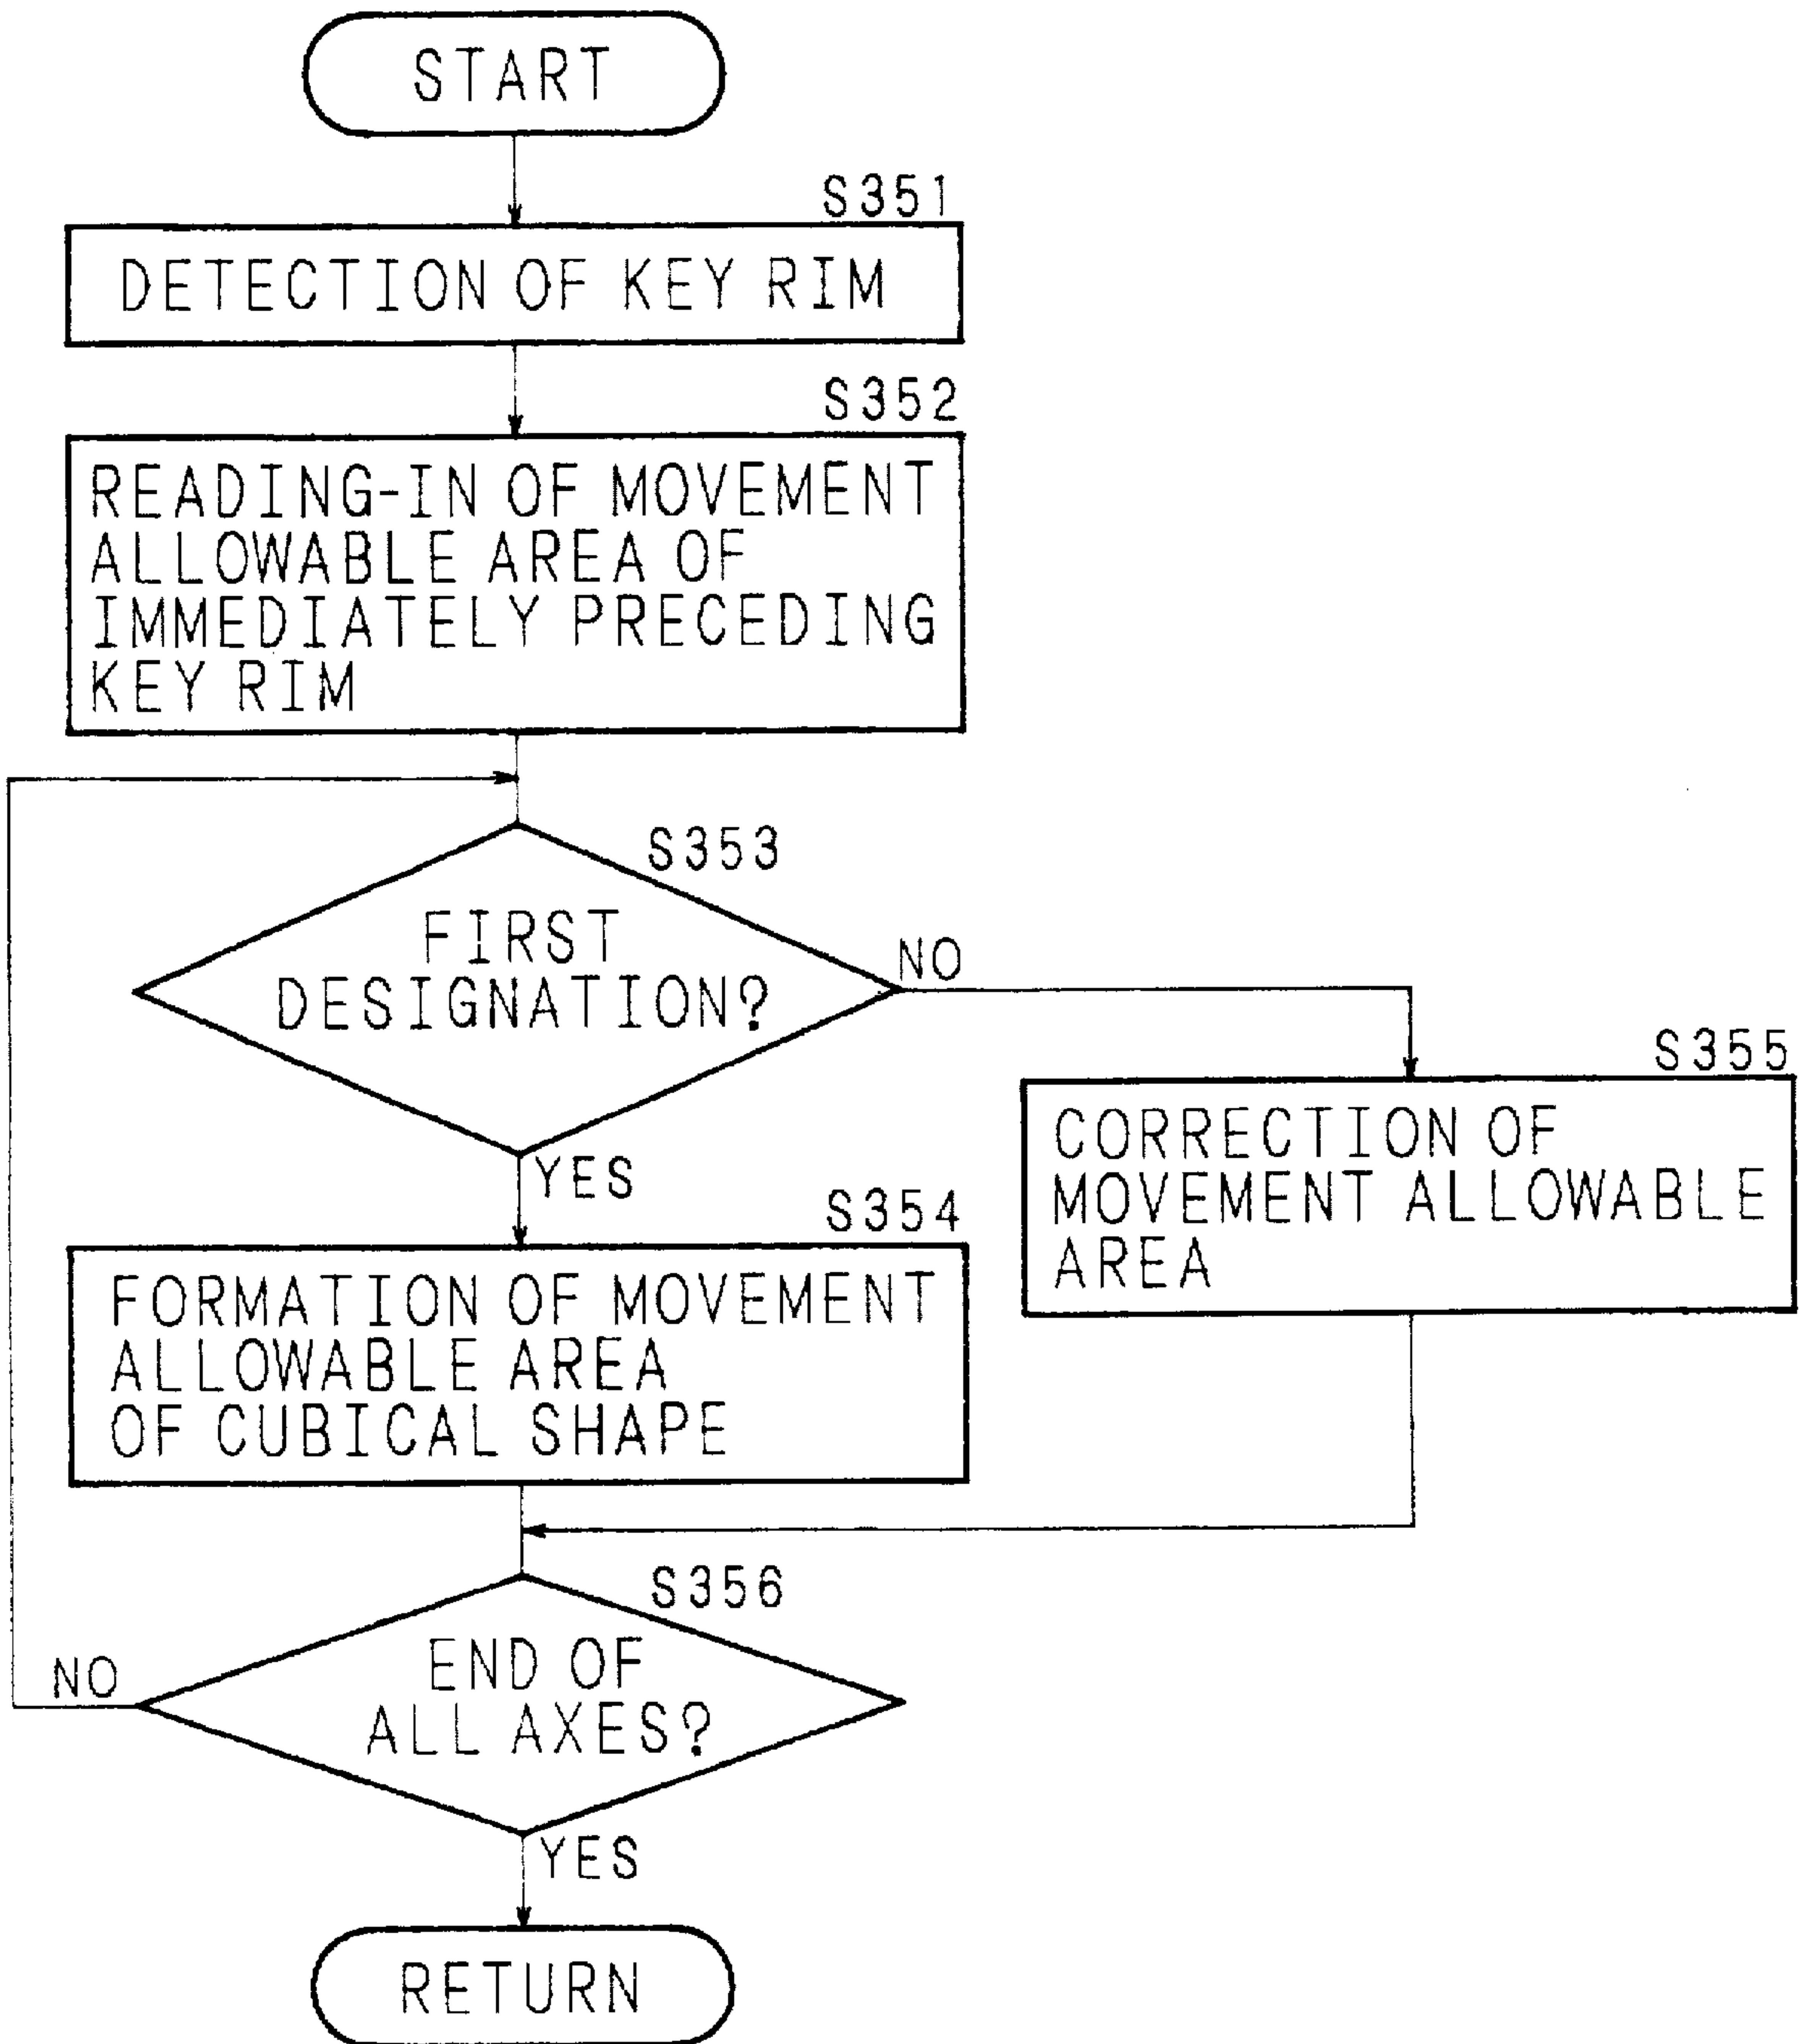 START
S351
DETECTION OF KEY RIM
S352
READING-IN OF MOVEMENT
ALLOWABLE AREA OF
IMMEDIATELY PRECEDING
KEY RIM
S353
FIRST
DESIGNATION?
NO
YES
S355
CORRECTION OF
MOVEMENT ALLOWABLE
AREA
S354
FORMATION OF MOVEMENT
ALLOWABLE AREA
OF CUBICAL SHAPE
S356
END OF
ALL AXES?
NO
YES
RETURN